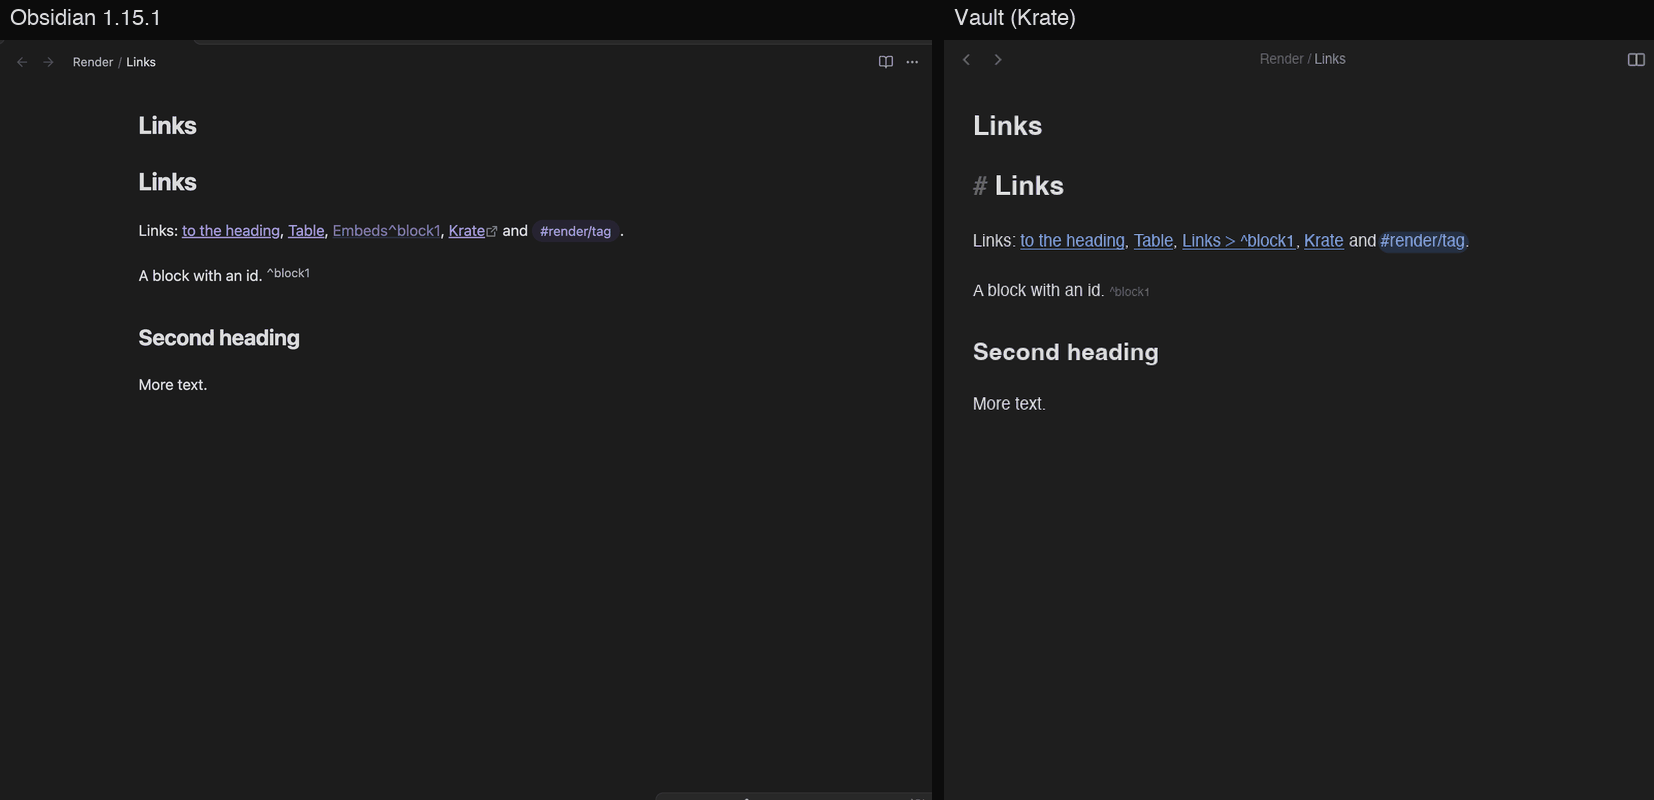 Obsidian 1.15.1
Render / Links
Links
Links
Links: to the heading, Table, Embeds^block1, Krate and #render/tag .
A block with an id. ^block1
Second heading
More text.
Vault (Krate)
Render / Links
Links
# Links
Links: to the heading, Table, Links > ^block1, Krate and #render/tag.
A block with an id. ^block1
Second heading
More text.